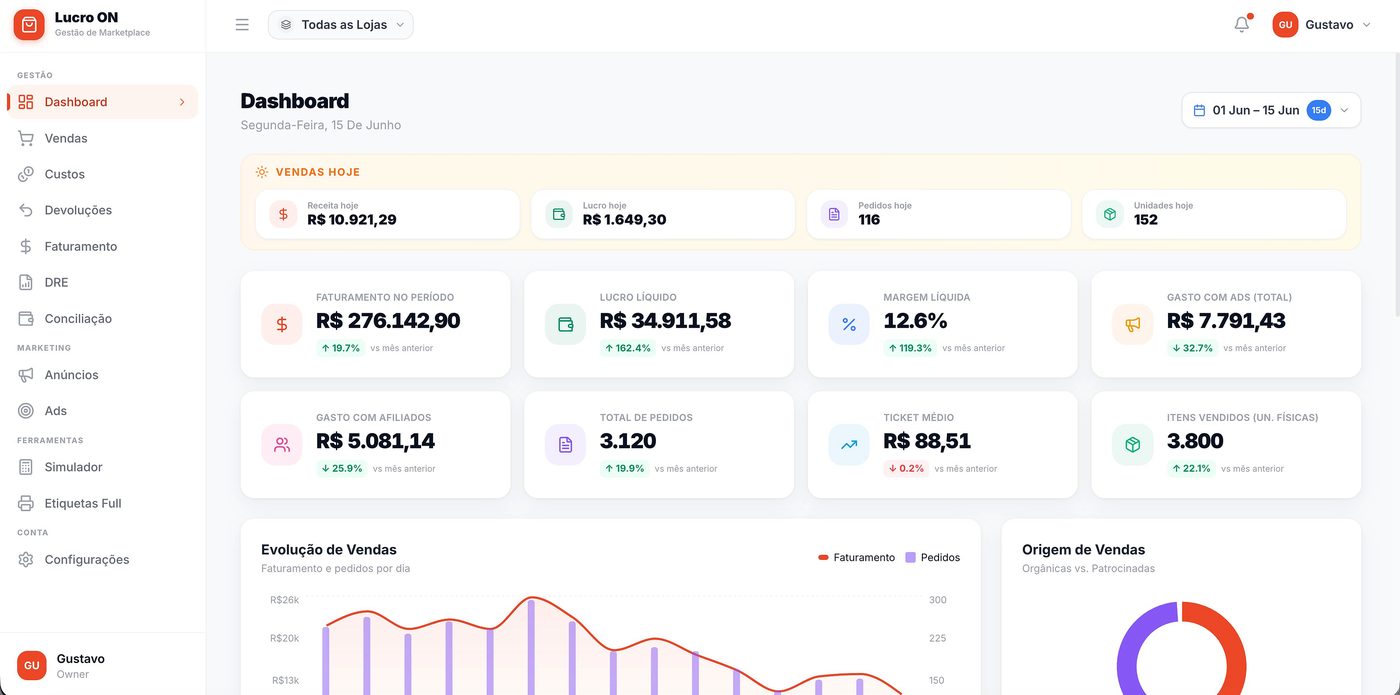 Lucro ON
Gestão de Marketplace
Todas as Lojas
GU
Gustavo
GESTÃO
Dashboard
Vendas
Custos
Devoluções
Faturamento
DRE
Conciliação
MARKETING
Anúncios
Ads
FERRAMENTAS
Simulador
Etiquetas Full
CONTA
Configurações
GU
Gustavo
Owner
Dashboard
Segunda-Feira, 15 De Junho
01 Jun – 15 Jun 15d
VENDAS HOJE
Receita hoje
R$ 10.921,29
Lucro hoje
R$ 1.649,30
Pedidos hoje
116
Unidades hoje
152
FATURAMENTO NO PERÍODO
R$ 276.142,90
↑ 19.7% vs mês anterior
LUCRO LÍQUIDO
R$ 34.911,58
↑ 162.4% vs mês anterior
MARGEM LÍQUIDA
12.6%
↑ 119.3% vs mês anterior
GASTO COM ADS (TOTAL)
R$ 7.791,43
↓ 32.7% vs mês anterior
GASTO COM AFILIADOS
R$ 5.081,14
↓ 25.9% vs mês anterior
TOTAL DE PEDIDOS
3.120
↑ 19.9% vs mês anterior
TICKET MÉDIO
R$ 88,51
↓ 0.2% vs mês anterior
ITENS VENDIDOS (UN. FÍSICAS)
3.800
↑ 22.1% vs mês anterior
Evolução de Vendas
Faturamento e pedidos por dia
Faturamento
Pedidos
R$26k
R$20k
R$13k
300
225
150
Origem de Vendas
Orgânicas vs. Patrocinadas